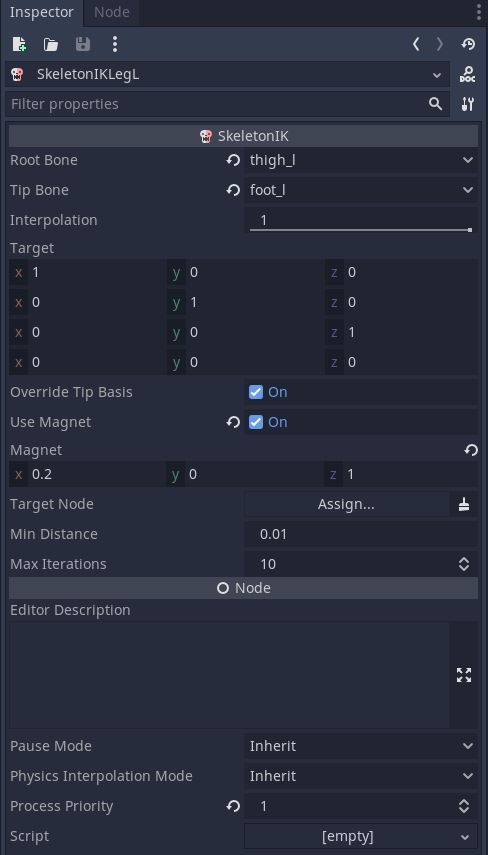 Inspector Node
SkeletonIKLegL
DOC
Filter properties
SkeletonIK
Root Bone thigh_l
Tip Bone foot_l
Interpolation 1
Target
x 1 y 0 z 0
x 0 y 1 z 0
x 0 y 0 z 1
x 0 y 0 z 0
Override Tip Basis On
Use Magnet On
Magnet
x 0.2 y 0 z 1
Target Node Assign...
Min Distance 0.01
Max Iterations 10
Node
Editor Description
Pause Mode Inherit
Physics Interpolation Mode Inherit
Process Priority 1
Script [empty]